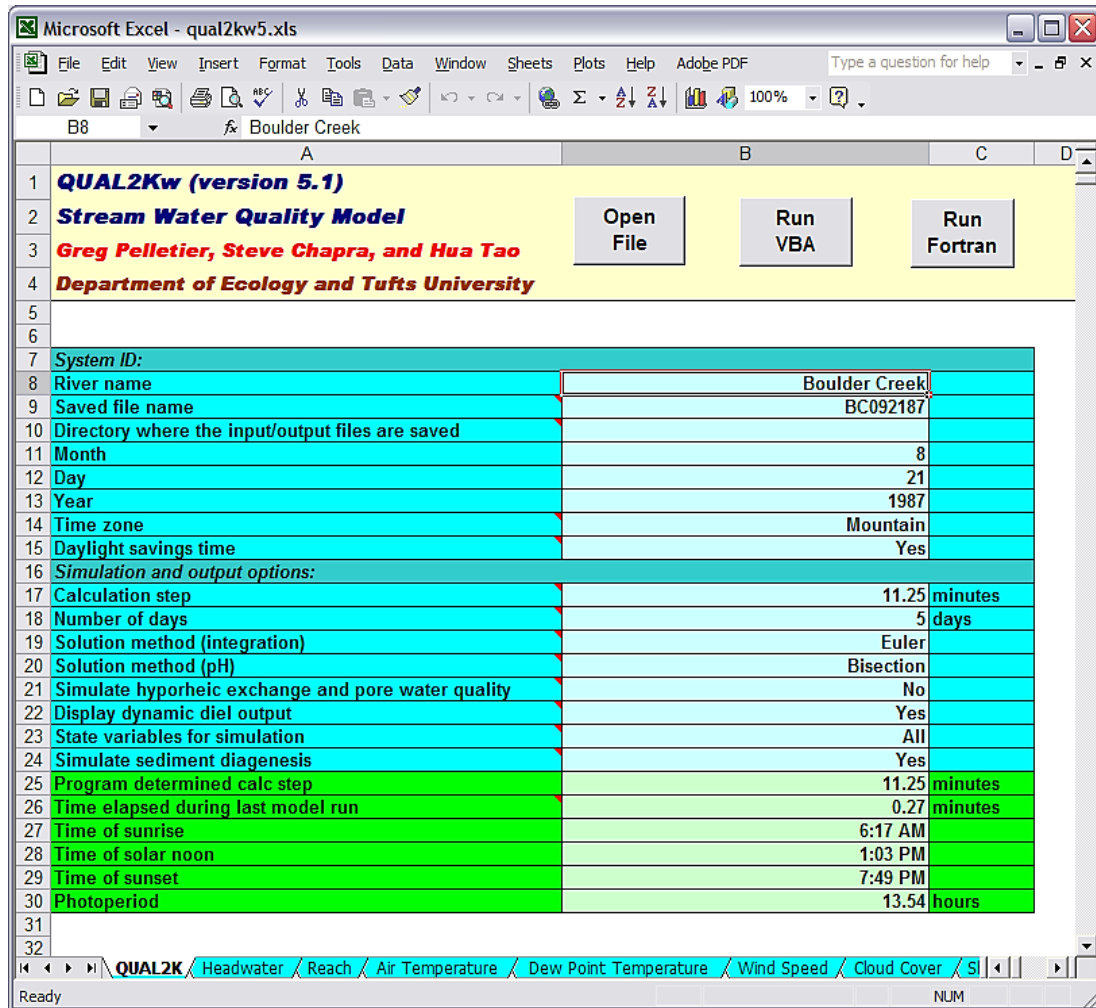 Microsoft Excel - qual2kw5.xls
File Edit View Insert Format Tools Data Window Sheets Plots Help Adobe PDF Type a question for help
100%
B8 fx Boulder Creek
A B C D
1 QUAL2Kw (version 5.1)
2 Stream Water Quality Model
3 Greg Pelletier, Steve Chapra, and Hua Tao
4 Department of Ecology and Tufts University
Open File
Run VBA
Run Fortran
5
6
7 System ID:
8 River name Boulder Creek
9 Saved file name BC092187
10 Directory where the input/output files are saved
11 Month 8
12 Day 21
13 Year 1987
14 Time zone Mountain
15 Daylight savings time Yes
16 Simulation and output options:
17 Calculation step 11.25 minutes
18 Number of days 5 days
19 Solution method (integration) Euler
20 Solution method (pH) Bisection
21 Simulate hyporheic exchange and pore water quality No
22 Display dynamic diel output Yes
23 State variables for simulation All
24 Simulate sediment diagenesis Yes
25 Program determined calc step 11.25 minutes
26 Time elapsed during last model run 0.27 minutes
27 Time of sunrise 6:17 AM
28 Time of solar noon 1:03 PM
29 Time of sunset 7:49 PM
30 Photoperiod 13.54 hours
31
32
QUAL2K Headwater Reach Air Temperature Dew Point Temperature Wind Speed Cloud Cover
Ready NUM